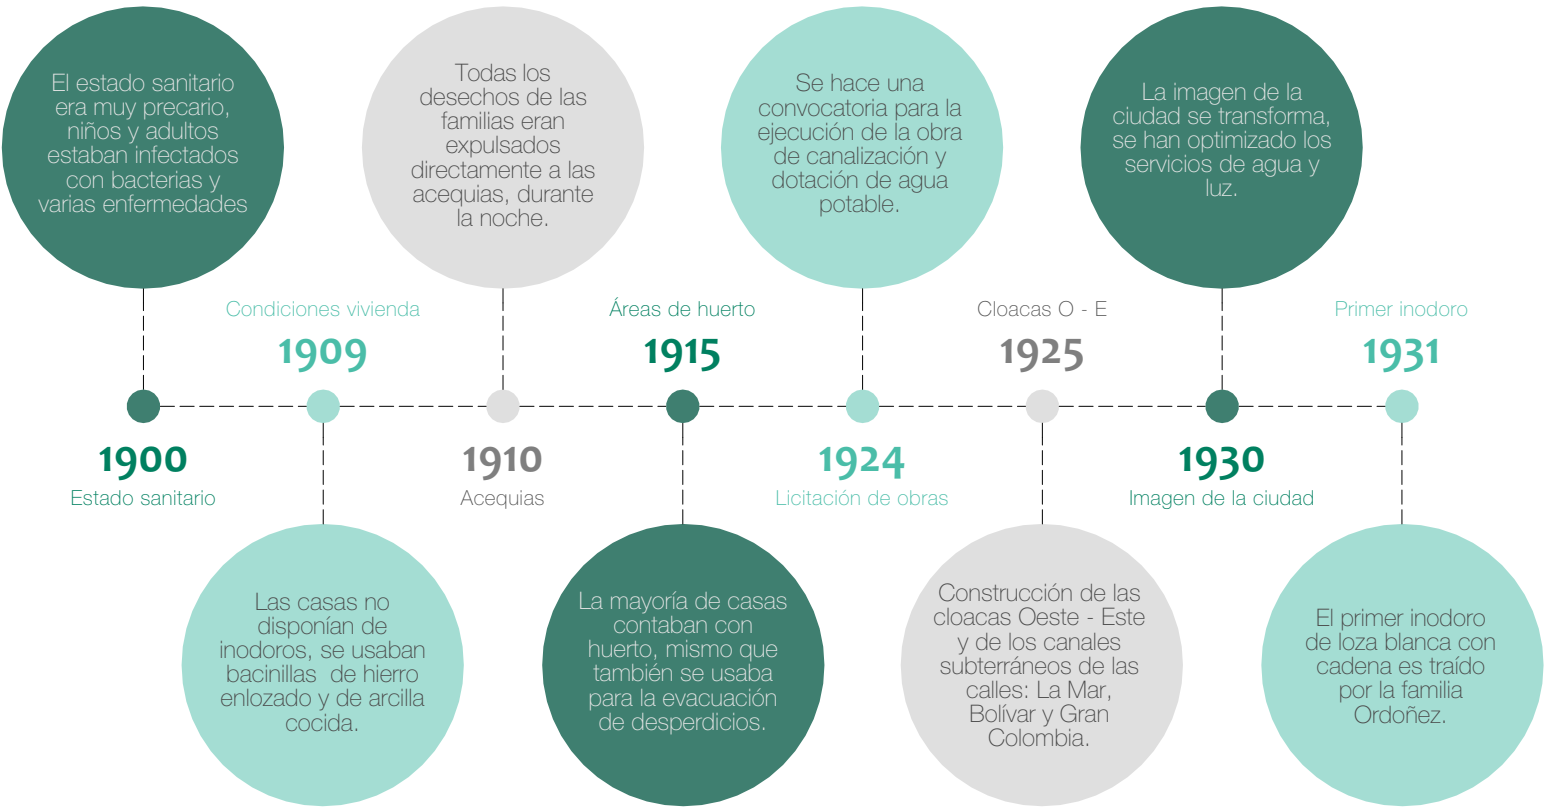 El estado sanitario
era muy precario,
niños y adultos
estaban infectados
con bacterias y
varias enfermedades
1900
Estado sanitario
Condiciones vivienda
1909
Las casas no
disponían de
inodoros, se usaban
bacinillas  de hierro
enlozado y de arcilla
cocida.
Todas los
desechos de las
familias eran
expulsados
directamente a las
acequias, durante
la noche.
1910
Acequias
Áreas de huerto
1915
La mayoría de casas
contaban con
huerto, mismo que
también se usaba
para la evacuación
de desperdicios.
Se hace una
convocatoria para la
ejecución de la obra
de canalización y
dotación de agua
potable.
1924
Licitación de obras
Cloacas O - E
1925
Construcción de las
cloacas Oeste - Este
y de los canales
subterráneos de las
calles: La Mar,
Bolívar y Gran
Colombia.
La imagen de la
ciudad se transforma,
se han optimizado los
servicios de agua y
luz.
1930
Imagen de la ciudad
Primer inodoro
1931
El primer inodoro
de loza blanca con
cadena es traído
por la familia
Ordoñez.